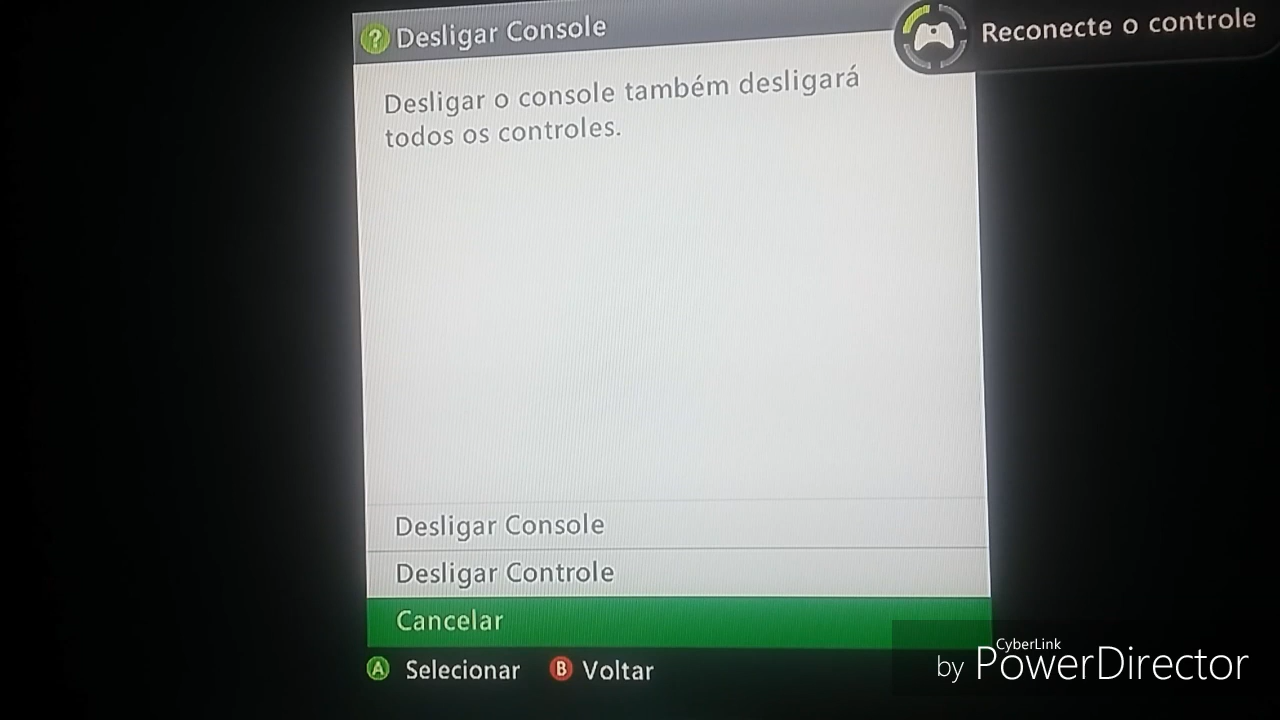 Desligar Console
Reconecte o controle
Desligar o console também desligará
todos os controles.
Desligar Console
Desligar Controle
Cancelar
A Selecionar B Voltar
CyberLink
by PowerDirector